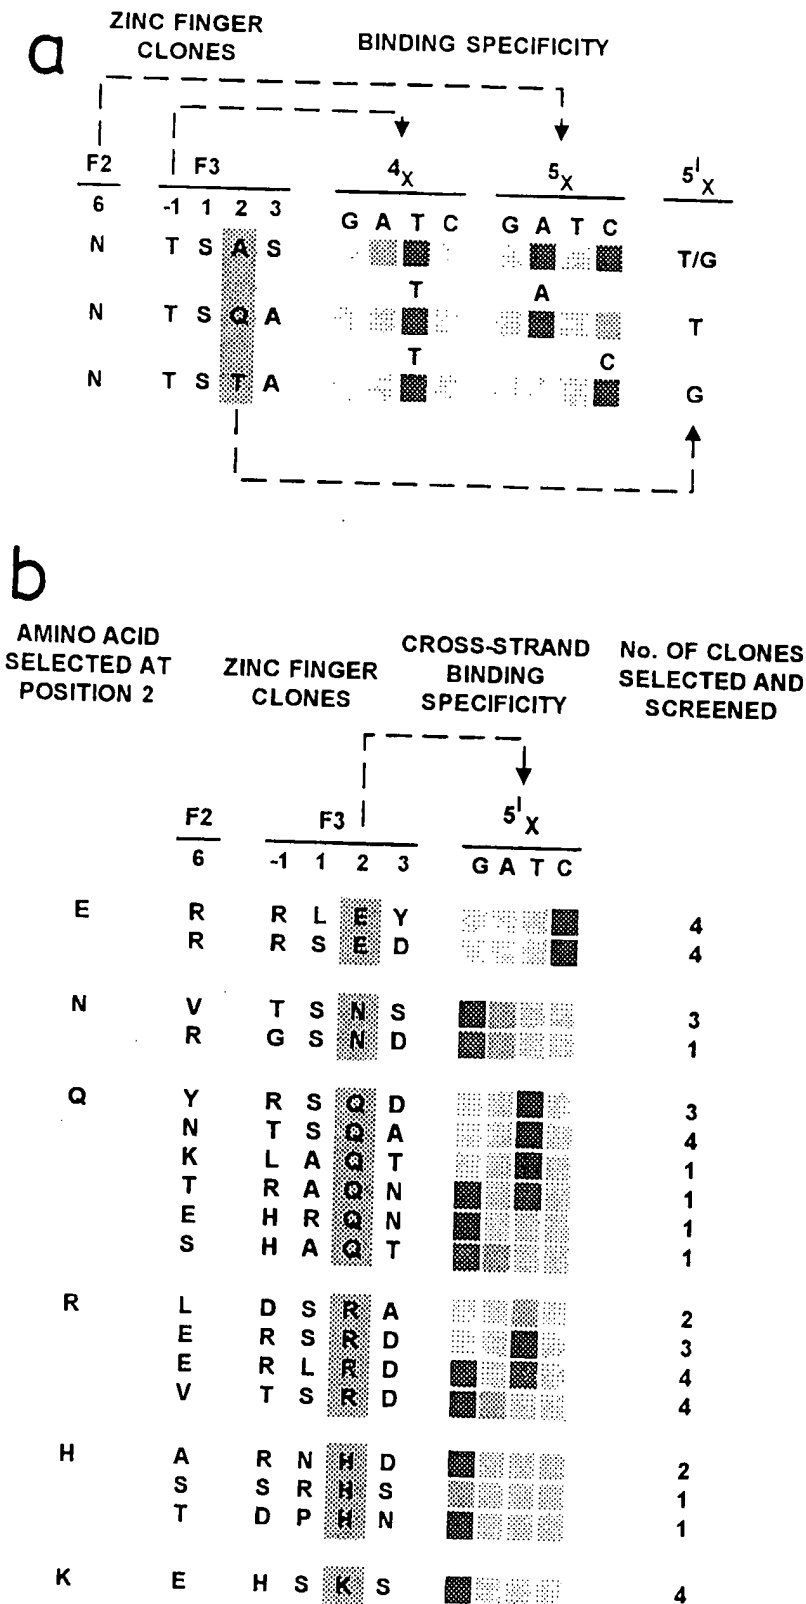 a
ZINC FINGER CLONES
BINDING SPECIFICITY
F2 F3 4X 5X 5'X
6 -1 1 2 3 G A T C G A T C
N T S A S T/G
T A
N T S Q A T
T C
N T S T A G
b
AMINO ACID SELECTED AT POSITION 2
ZINC FINGER CLONES
CROSS-STRAND BINDING SPECIFICITY
No. OF CLONES SELECTED AND SCREENED
F2 F3 5'X
6 -1 1 2 3 G A T C
E R R L E Y 4
R R S E D 4
N V T S N S 3
R G S N D 1
Q Y R S Q D 3
N T S Q A 4
K L A Q T 1
T R A Q N 1
E H R Q N 1
S H A Q T 1
R L D S R A 2
E R S R D 3
E R L R D 4
V T S R D 4
H A R N H D 2
S S R H S 1
T D P H N 1
K E H S K S 4